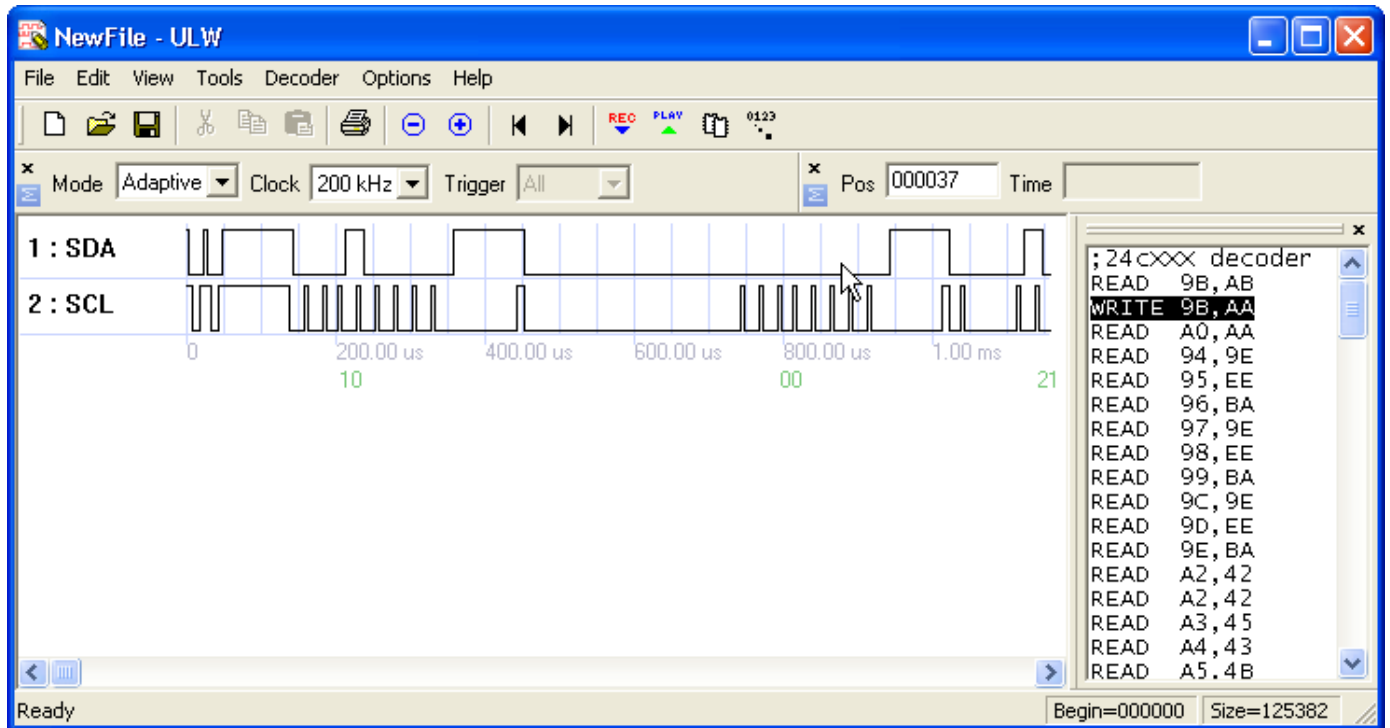 NewFile - ULW
File Edit View Tools Decoder Options Help
REC PLAY 0123
Mode Adaptive Clock 200 kHz Trigger All Pos 000037 Time
1 : SDA
2 : SCL
0 200.00 us 400.00 us 600.00 us 800.00 us 1.00 ms
10 00 21
;24cxxx decoder
READ 9B,AB
WRITE 9B,AA
READ A0,AA
READ 94,9E
READ 95,EE
READ 96,BA
READ 97,9E
READ 98,EE
READ 99,BA
READ 9C,9E
READ 9D,EE
READ 9E,BA
READ A2,42
READ A2,42
READ A3,45
READ A4,43
READ A5.4B
Ready Begin=000000 Size=125382